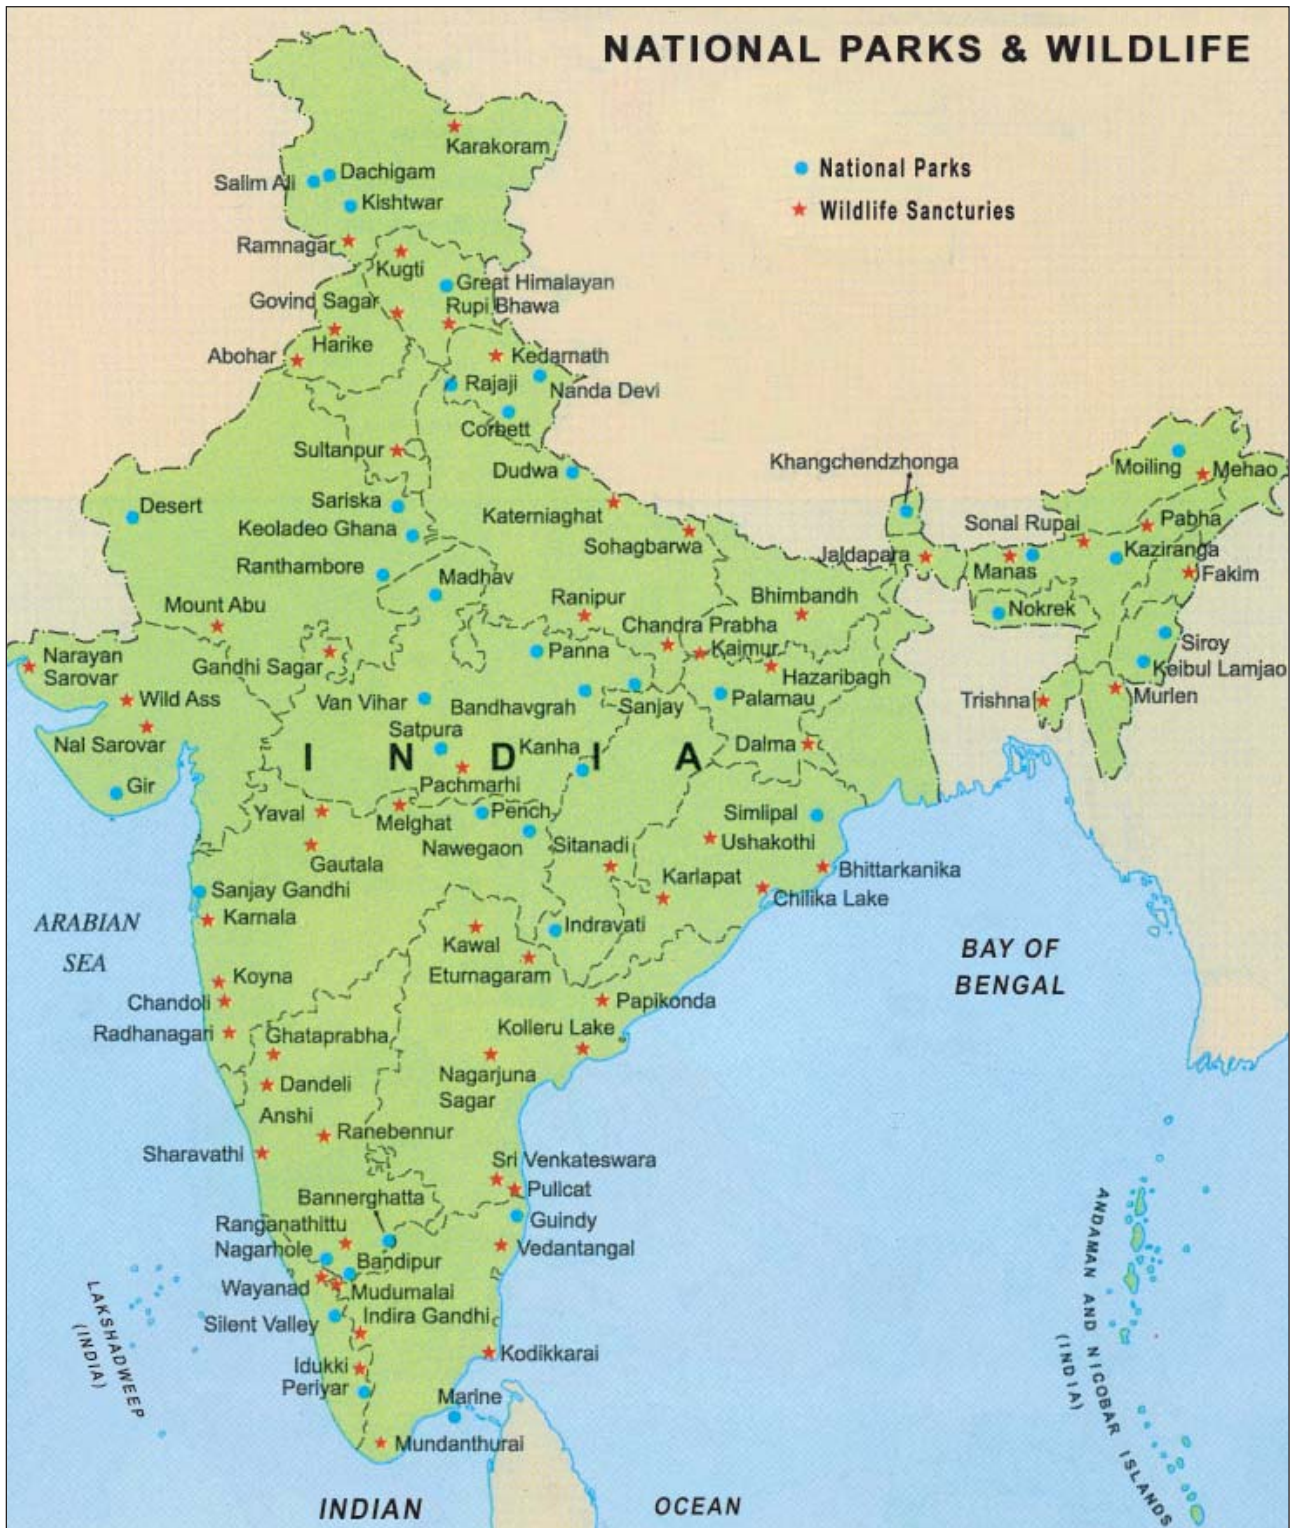 NATIONAL PARKS & WILDLIFE
National Parks
Wildlife Sancturies
Karakoram
Dachigam
Salim Ali
Kishtwar
Ramnagar
Kugti
Great Himalayan
Govind Sagar
Rupi Bhawa
Harike
Abohar
Kedarnath
Rajaji
Nanda Devi
Corbett
Sultanpur
Dudwa
Khangchendzhonga
Moiling
Mehao
Desert
Sariska
Katerniaghat
Keoladeo Ghana
Sohagbarwa
Sonai Rupai
Pabha
Jaldapara
Manas
Kaziranga
Fakim
Ranthambore
Madhav
Mount Abu
Ranipur
Bhimbandh
Nokrek
Chandra Prabha
Siroy
Narayan
Sarovar
Gandhi Sagar
Panna
Kaimur
Hazaribagh
Keibul Lamjao
Wild Ass
Van Vihar
Bandhavgrah
Sanjay
Palamau
Trishna
Murlen
Nal Sarovar
Satpura
Kanha
Dalma
INDIA
Gir
Pachmarhi
Yaval
Melghat
Pench
Simlipal
Nawegaon
Sitanadi
Ushakothi
Gautala
Bhittarkanika
Sanjay Gandhi
Karlapat
Chilika Lake
ARABIAN
SEA
Karnala
Kawal
Indravati
BAY OF
BENGAL
Koyna
Eturnagaram
Chandoli
Papikonda
Radhanagari
Ghataprabha
Kolleru Lake
Dandeli
Nagarjuna
Sagar
Anshi
Ranebennur
Sharavathi
Sri Venkateswara
Pullcat
Bannerghatta
Guindy
Ranganathittu
Nagarhole
Bandipur
Vedantangal
Wayanad
Mudumalai
Silent Valley
Indira Gandhi
Idukki
Periyar
Kodikkarai
Marine
Mundanthurai
LAKSHADWEEP
(INDIA)
ANDAMAN AND NICOBAR ISLANDS
(INDIA)
INDIAN OCEAN